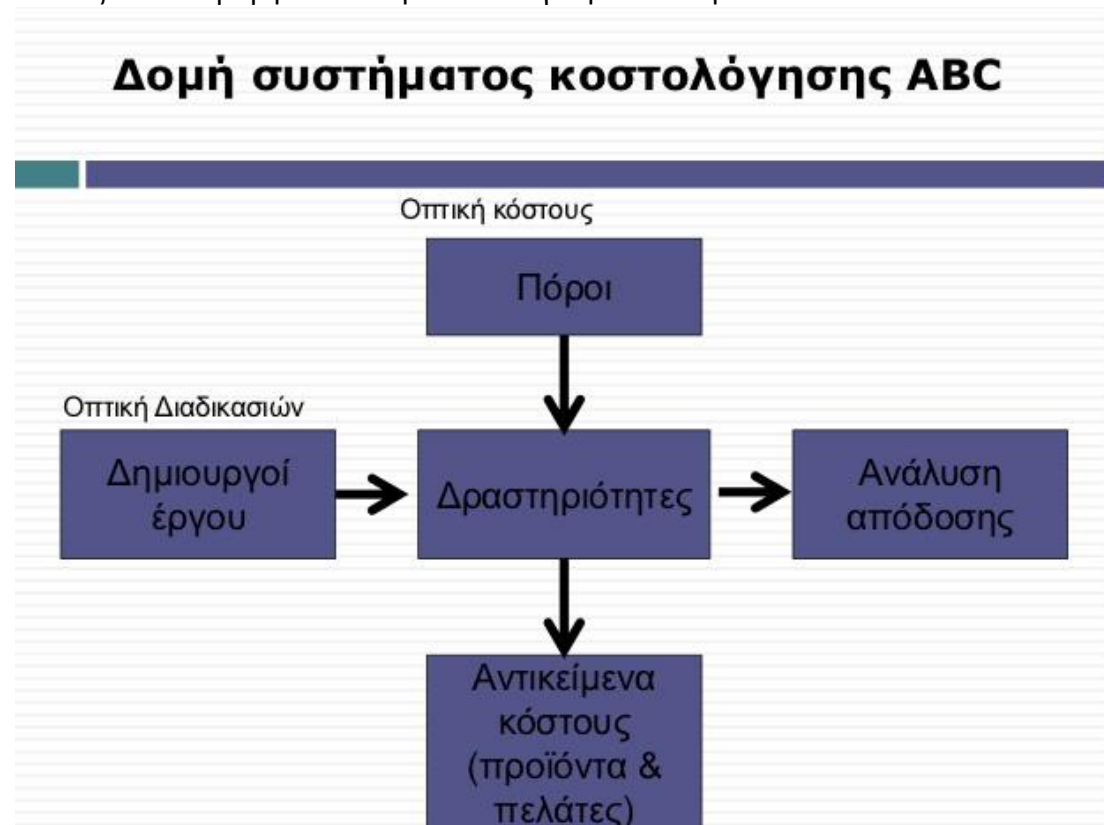 Δομή συστήματος κοστολόγησης ABC
Οπτική κόστους
Πόροι
Οπτική Διαδικασιών
Δημιουργοί
έργου
Δραστηριότητες
Ανάλυση
απόδοσης
Αντικείμενα
κόστους
(προϊόντα &
πελάτες)